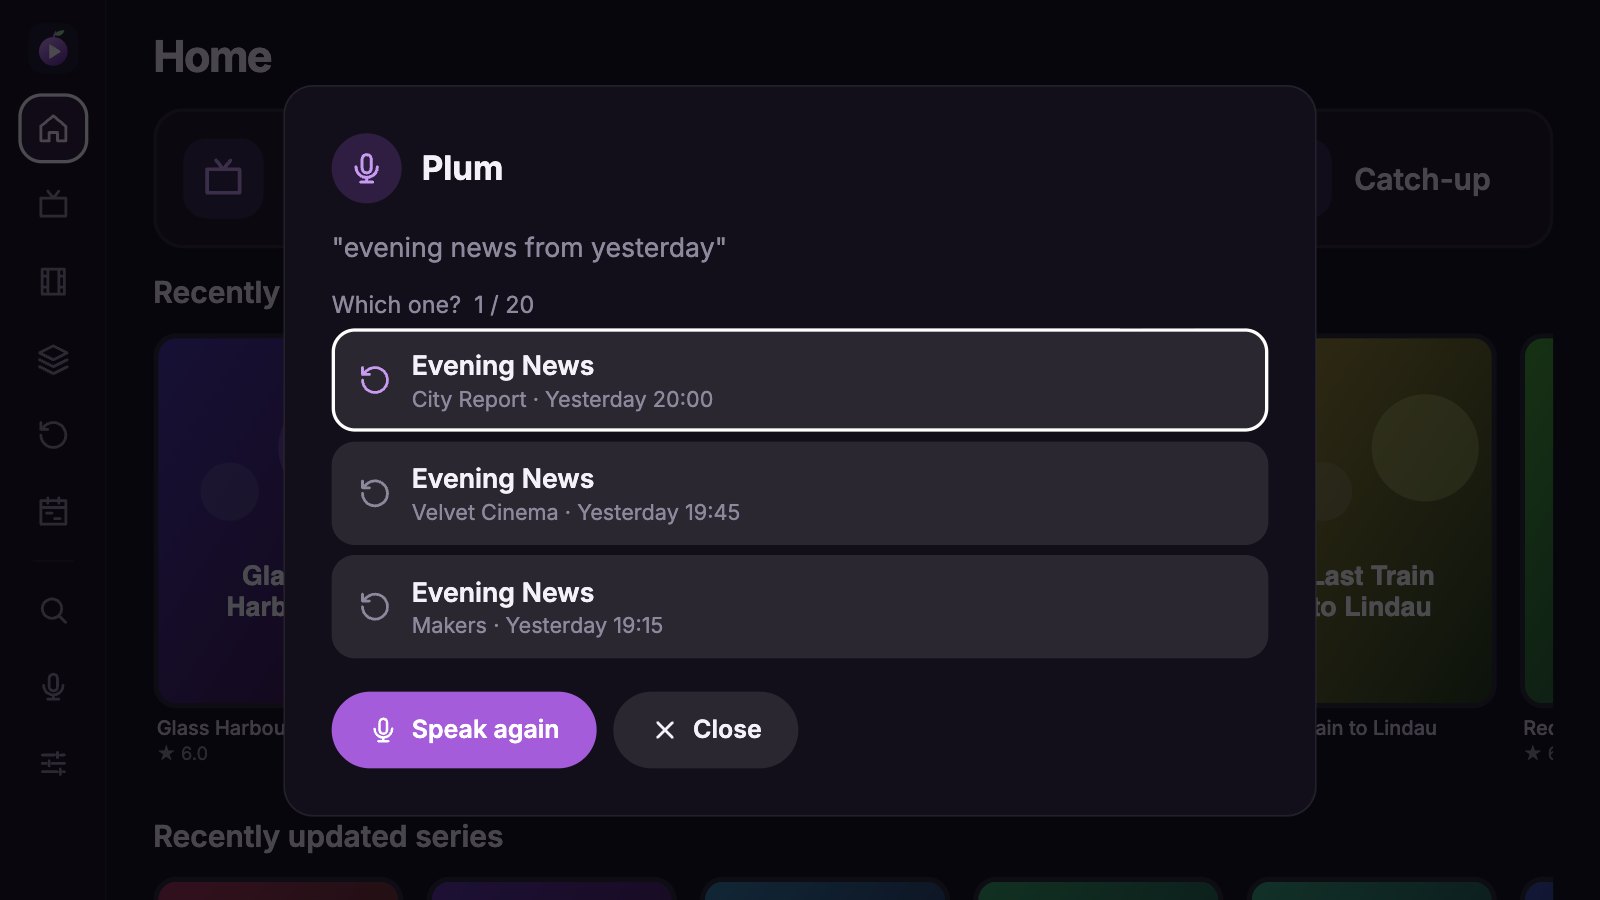 Home
Plum
Catch-up
"evening news from yesterday"
Recently
Which one? 1 / 20
Evening News
City Report · Yesterday 20:00
Evening News
Velvet Cinema · Yesterday 19:45
Evening News
Makers · Yesterday 19:15
Last Train
to Lindau
Speak again
Close
Glass Harbou
★ 6.0
ain to Lindau
Recently updated series